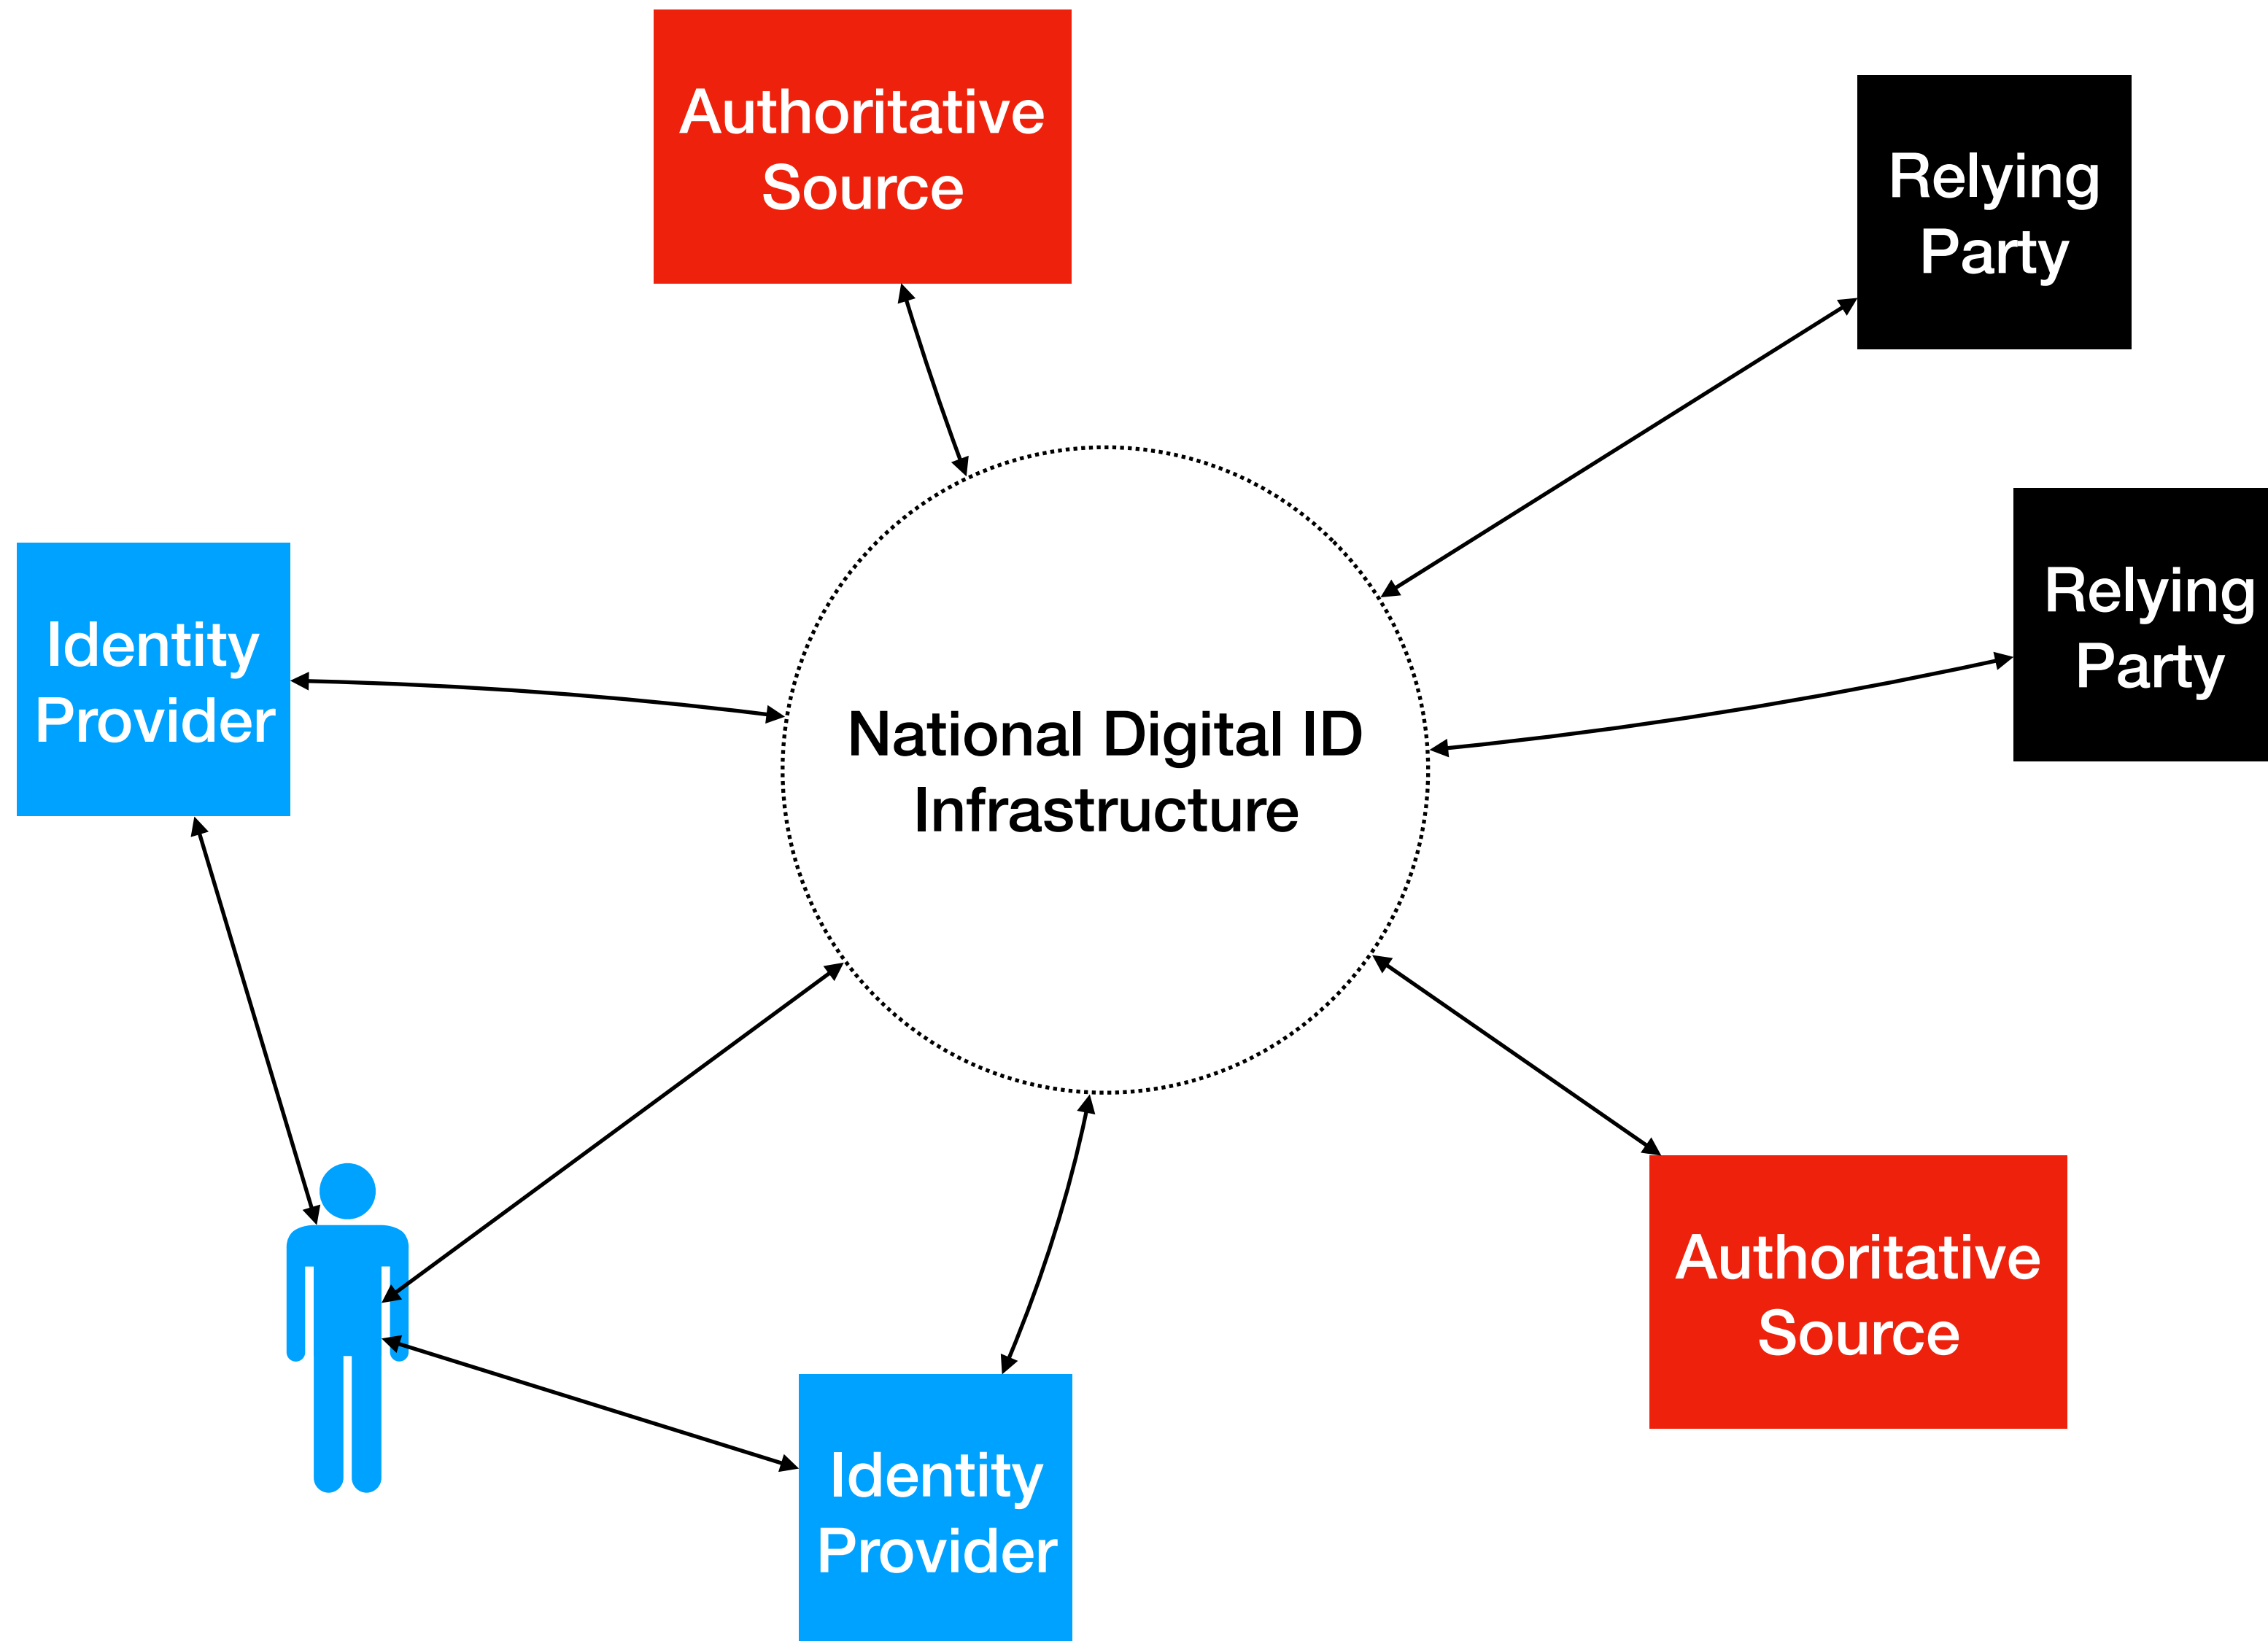 Authoritative
Source
Relying
Party
Identity
Provider
National Digital ID
Infrastructure
Relying
Party
Authoritative
Source
Identity
Provider